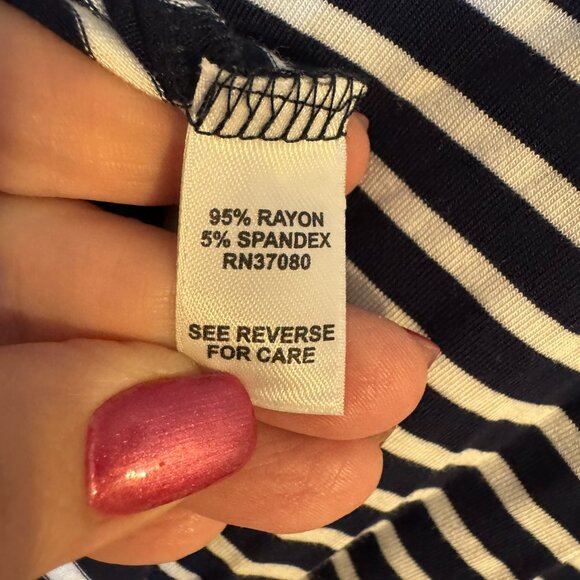 95% RAYON
5% SPANDEX
RN37080
SEE REVERSE
FOR CARE